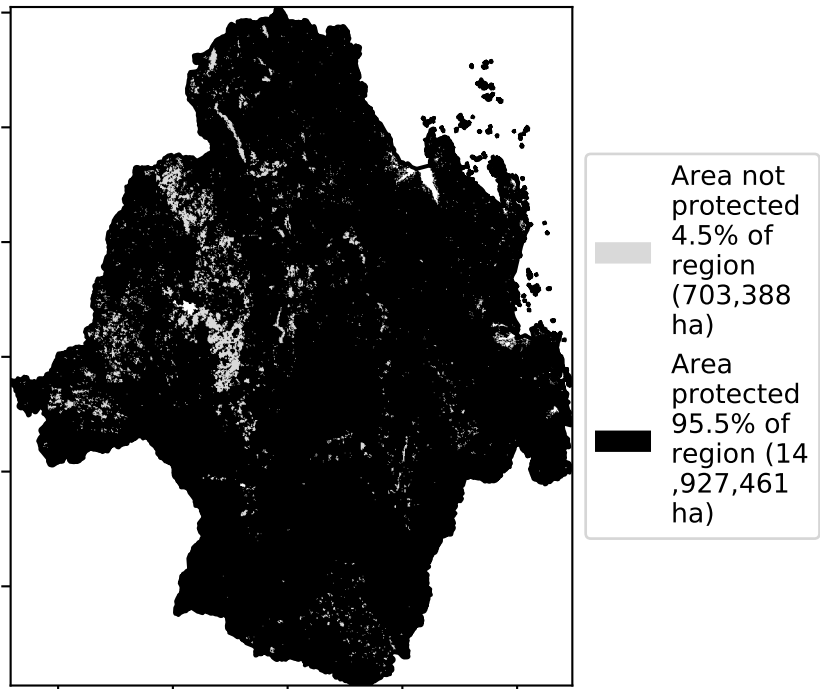 Area not
protected
4.5% of
region
(703,388
ha)
Area
protected
95.5% of
region (14
,927,461
ha)